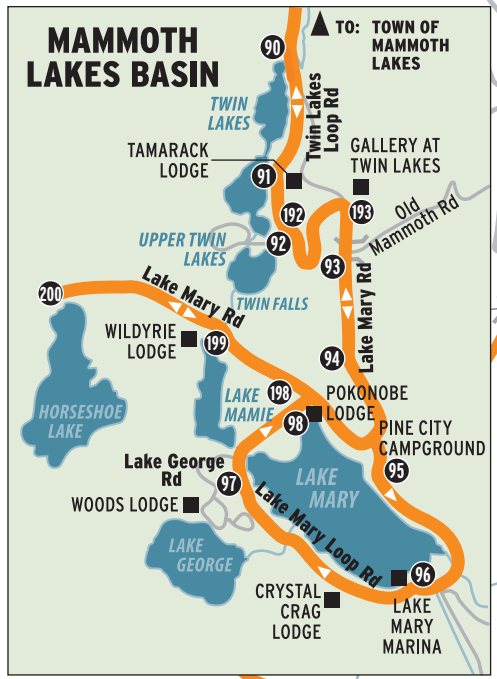 MAMMOTH
LAKES BASIN
TO: TOWN OF
MAMMOTH
LAKES
90
TWIN
LAKES
Twin Lakes
Loop Rd
TAMARACK
LODGE
GALLERY AT
TWIN LAKES
91
192
193
Old
Mammoth Rd
UPPER TWIN
LAKES
92
93
TWIN FALLS
200
Lake Mary Rd
Lake Mary Rd
WILDYRIE
LODGE
199
94
HORSESHOE
LAKE
LAKE
MAMIE
198
POKONOBE
LODGE
98
PINE CITY
CAMPGROUND
95
Lake George
Rd
97
LAKE
MARY
WOODS LODGE
Lake Mary Loop Rd
LAKE
GEORGE
96
CRYSTAL
CRAG
LODGE
LAKE
MARY
MARINA